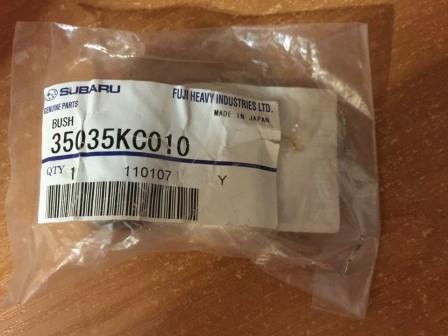 SUBARU
FUJI HEAVY INDUSTRIES LTD.
GENUINE PARTS
MADE IN JAPAN
BUSH
35035KC010
QTY 1 110107 Y